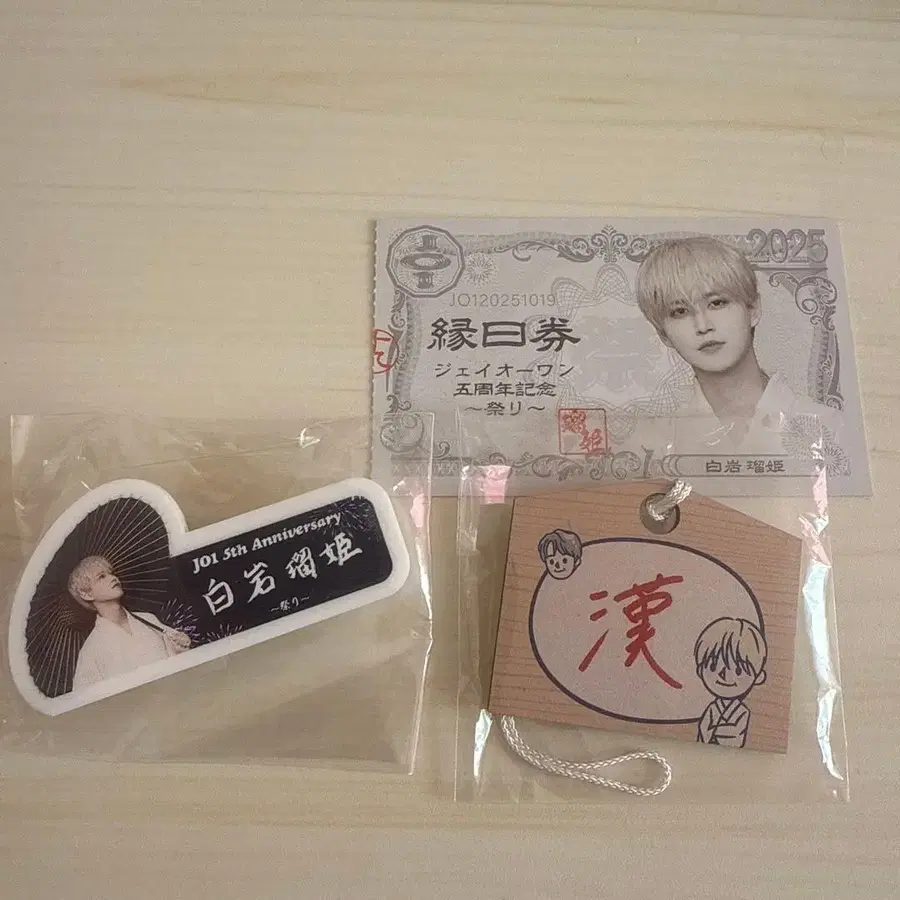 2025
JO120251019
縁日券
ジェイオーワン
五周年記念
～祭り～
瑠姫
白岩瑠姫
JO1 5th Anniversary
白岩瑠姫
～祭り～
漢